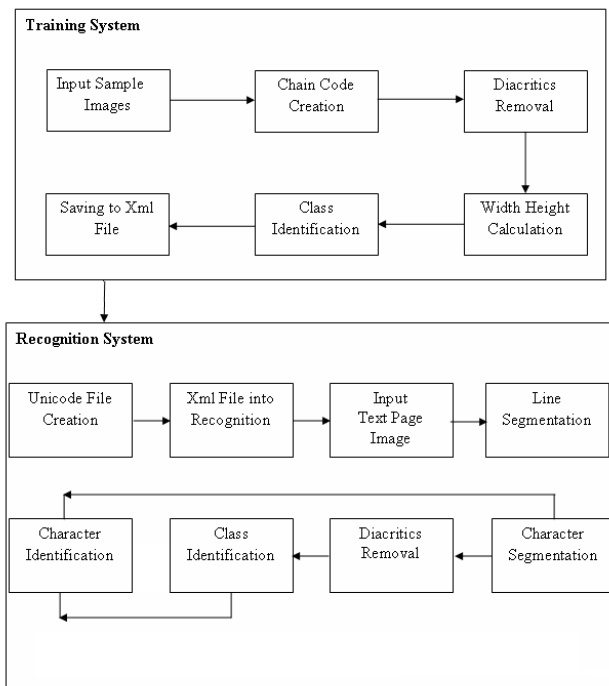 Training System
Input Sample
Images
Chain Code
Creation
Diacritics
Removal
Saving to Xml
File
Class
Identification
Width Height
Calculation
Recognition System
Unicode File
Creation
Xml File into
Recognition
Input
Text Page
Image
Line
Segmentation
Character
Identification
Class
Identification
Diacritics
Removal
Character
Segmentation